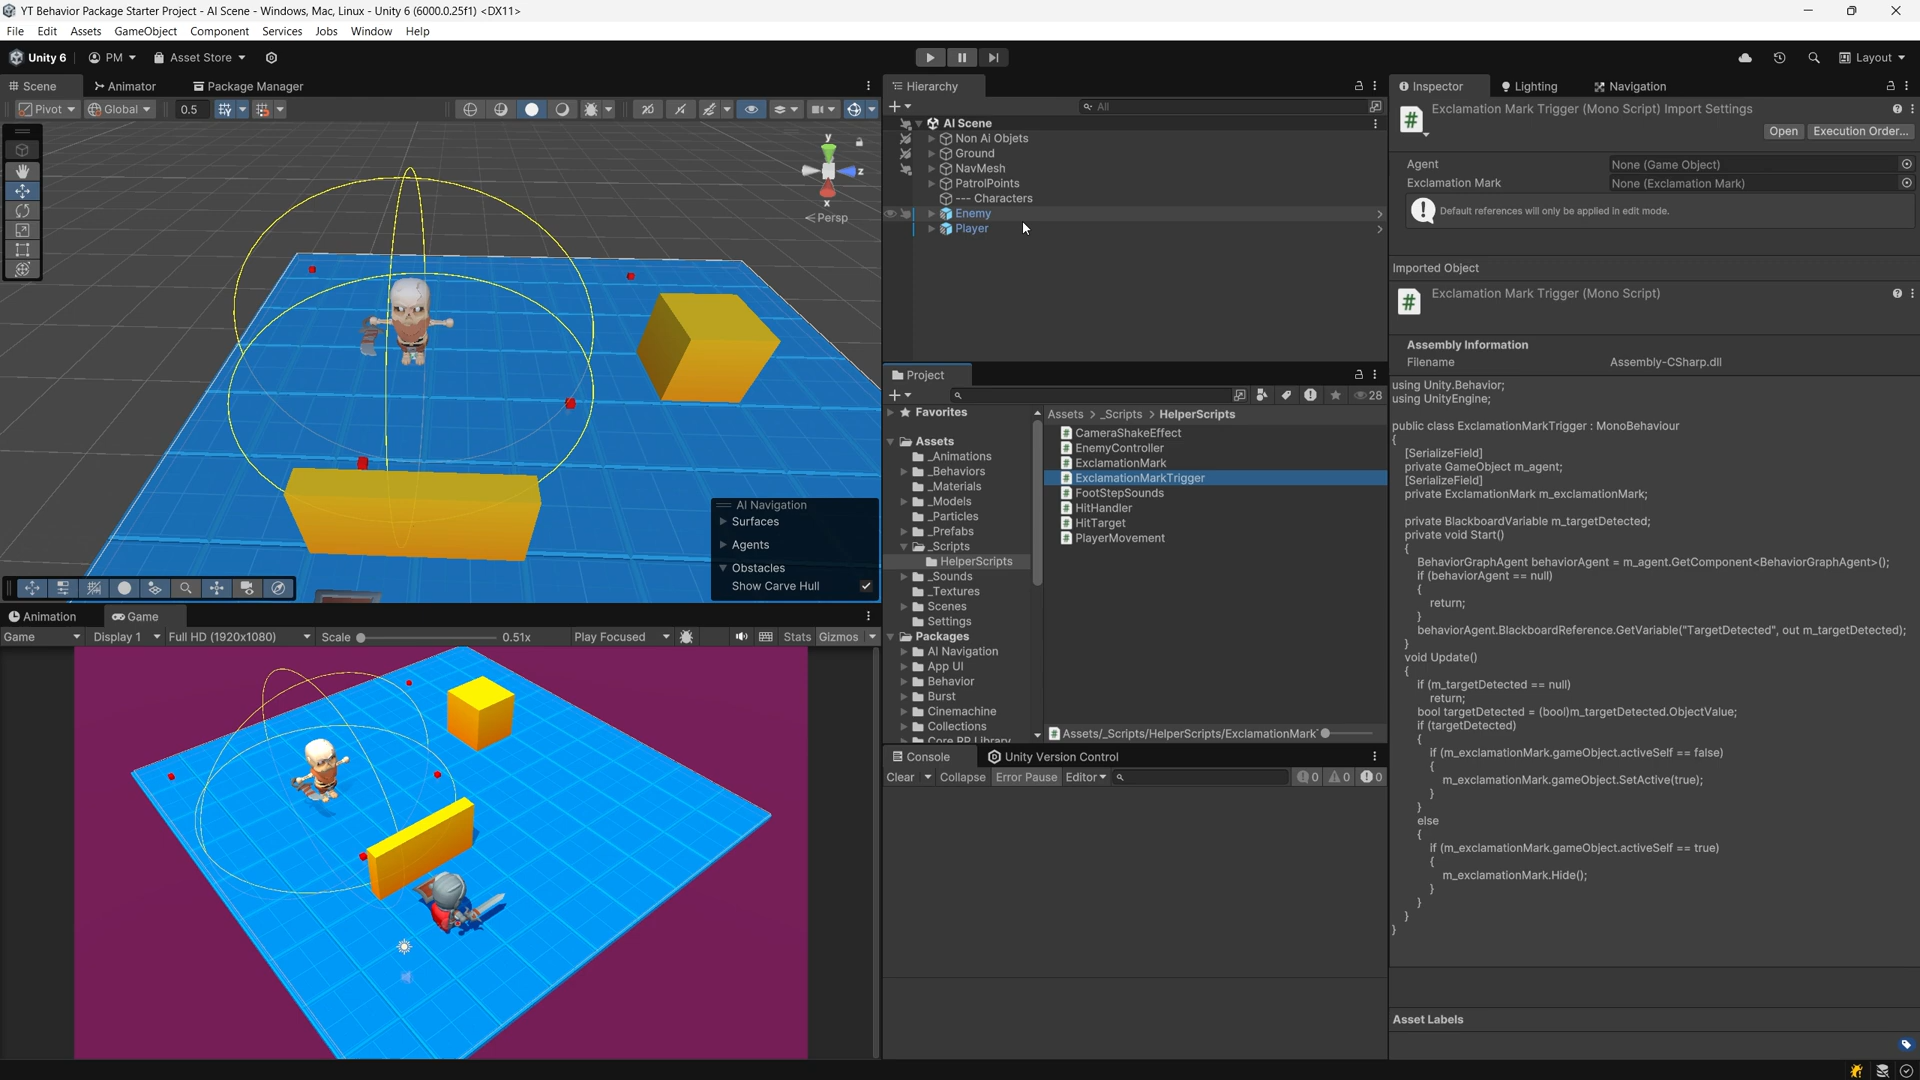 YT Behavior Package Starter Project - AI Scene - Windows, Mac, Linux - Unity 6 (6000.0.25f1) <DX11>
File Edit Assets GameObject Component Services Jobs Window Help
Unity 6 PM Asset Store Layout
Scene Animator Package Manager
Pivot Global 0.5
y
z
x
Persp
AI Navigation
Surfaces
Agents
Obstacles
Show Carve Hull
Animation Game
Game Display 1 Full HD (1920x1080) Scale 0.51x Play Focused Stats Gizmos
Hierarchy
All
AI Scene
Non Ai Objets
Ground
NavMesh
PatrolPoints
--- Characters
Enemy
Player
Project
28
Favorites
Assets
_Animations
_Behaviors
_Materials
_Models
_Particles
_Prefabs
_Scripts
HelperScripts
_Sounds
_Textures
Scenes
Settings
Packages
AI Navigation
App UI
Behavior
Burst
Cinemachine
Collections
Core RP Library
Assets > _Scripts > HelperScripts
CameraShakeEffect
EnemyController
ExclamationMark
ExclamationMarkTrigger
FootStepSounds
HitHandler
HitTarget
PlayerMovement
Assets/_Scripts/HelperScripts/ExclamationMark
Console Unity Version Control
Clear Collapse Error Pause Editor 0 0 0
Inspector Lighting Navigation
Exclamation Mark Trigger (Mono Script) Import Settings
Open Execution Order...
Agent None (Game Object)
Exclamation Mark None (Exclamation Mark)
Default references will only be applied in edit mode.
Imported Object
Exclamation Mark Trigger (Mono Script)
Assembly Information
Filename Assembly-CSharp.dll
using Unity.Behavior;
using UnityEngine;
public class ExclamationMarkTrigger : MonoBehaviour
{
[SerializeField]
private GameObject m_agent;
[SerializeField]
private ExclamationMark m_exclamationMark;
private BlackboardVariable m_targetDetected;
private void Start()
{
BehaviorGraphAgent behaviorAgent = m_agent.GetComponent<BehaviorGraphAgent>();
if (behaviorAgent == null)
{
return;
}
behaviorAgent.BlackboardReference.GetVariable("TargetDetected", out m_targetDetected);
}
void Update()
{
if (m_targetDetected == null)
return;
bool targetDetected = (bool)m_targetDetected.ObjectValue;
if (targetDetected)
{
if (m_exclamationMark.gameObject.activeSelf == false)
{
m_exclamationMark.gameObject.SetActive(true);
}
}
else
{
if (m_exclamationMark.gameObject.activeSelf == true)
{
m_exclamationMark.Hide();
}
}
}
}
Asset Labels